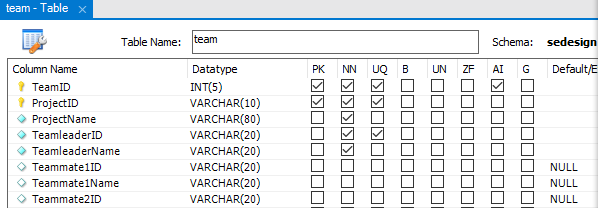 team - Table ×
Table Name: team Schema: sedesign
Column Name Datatype PK NN UQ B UN ZF AI G Default/E
TeamID INT(5)
ProjectID VARCHAR(10)
ProjectName VARCHAR(80)
TeamleaderID VARCHAR(20)
TeamleaderName VARCHAR(20)
Teammate1ID VARCHAR(20) NULL
Teammate1Name VARCHAR(20) NULL
Teammate2ID VARCHAR(20) NULL